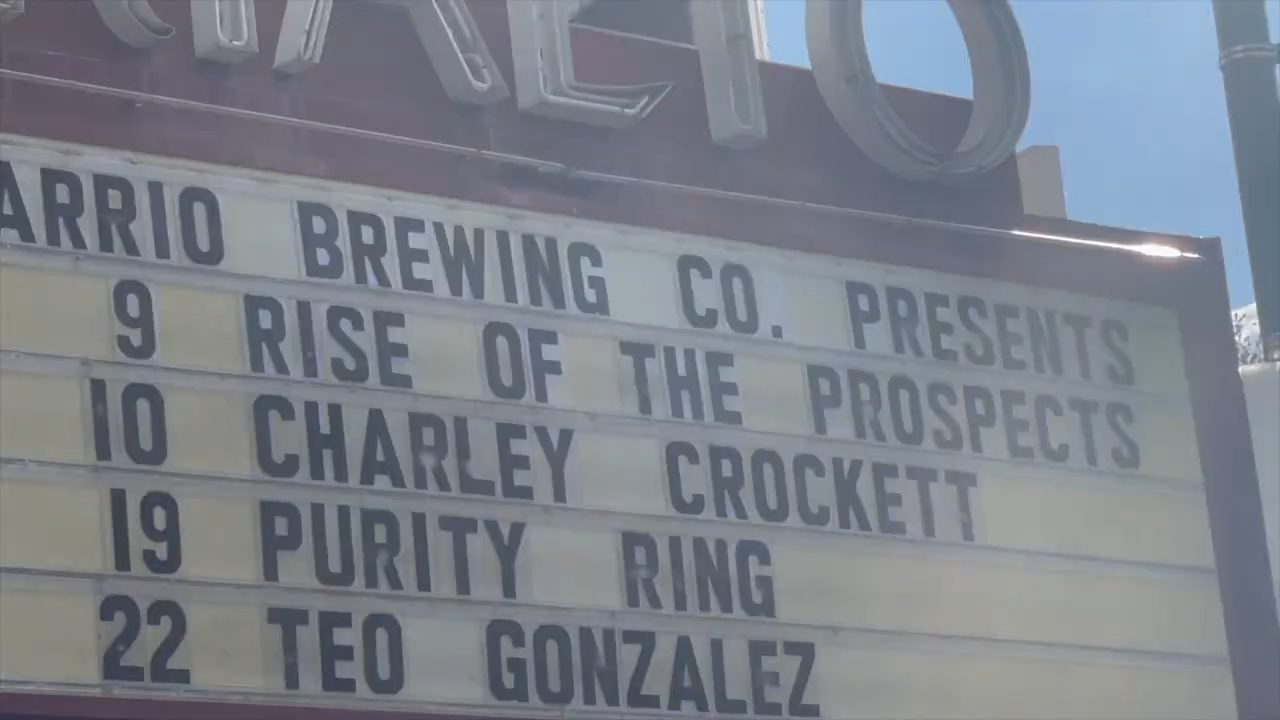 ARRIO BREWING CO. PRESENTS
9 RISE OF THE PROSPECTS
10 CHARLEY CROCKETT
19 PURITY RING
22 TEO GONZALEZ